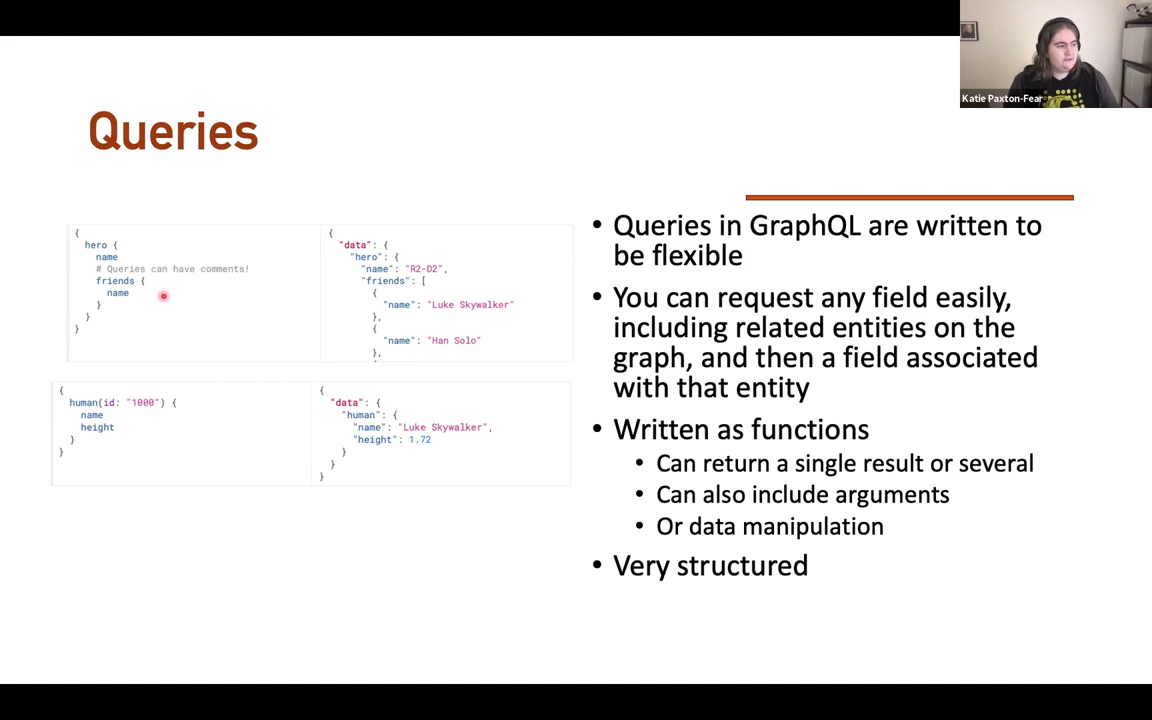 Katie Paxton-Fear
Queries
{
hero {
name
# Queries can have comments!
friends {
name
}
}
}
{
"data": {
"hero": {
"name": "R2-D2",
"friends": [
{
"name": "Luke Skywalker"
},
{
"name": "Han Solo"
},
{
human(id: "1000") {
name
height
}
}
{
"data": {
"human": {
"name": "Luke Skywalker",
"height": 1.72
}
}
}
• Queries in GraphQL are written to
be flexible
• You can request any field easily,
including related entities on the
graph, and then a field associated
with that entity
• Written as functions
• Can return a single result or several
• Can also include arguments
• Or data manipulation
• Very structured